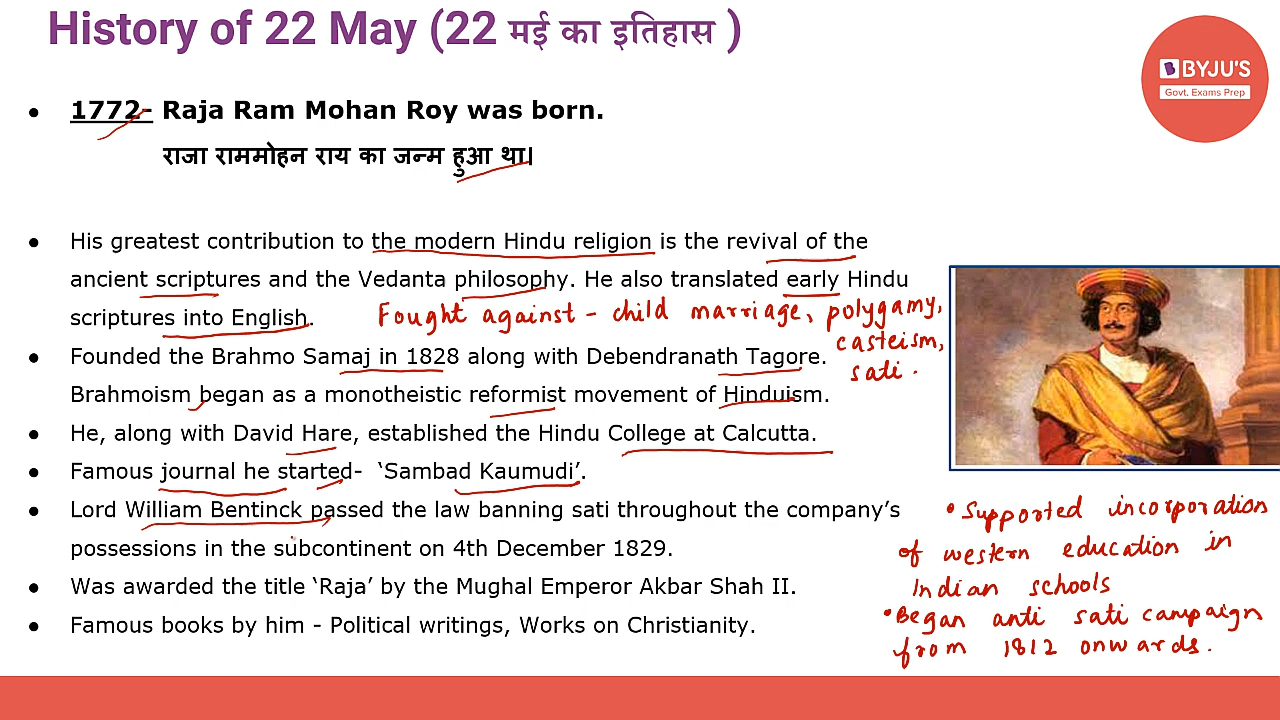 History of 22 May (22 मई का इतिहास )
BYJU'S
Govt. Exams Prep
● 1772- Raja Ram Mohan Roy was born.
राजा राममोहन राय का जन्म हुआ था।
● His greatest contribution to the modern Hindu religion is the revival of the
ancient scriptures and the Vedanta philosophy. He also translated early Hindu
scriptures into English.
Fought against - child marriage, polygamy,
casteism,
sati.
● Founded the Brahmo Samaj in 1828 along with Debendranath Tagore.
Brahmoism began as a monotheistic reformist movement of Hinduism.
● He, along with David Hare, established the Hindu College at Calcutta.
● Famous journal he started- ‘Sambad Kaumudi’.
● Lord William Bentinck passed the law banning sati throughout the company’s
possessions in the subcontinent on 4th December 1829.
● Was awarded the title ‘Raja’ by the Mughal Emperor Akbar Shah II.
● Famous books by him - Political writings, Works on Christianity.
• Supported incorporation
of western education in
Indian schools
• Began anti sati campaign
from 1812 onwards.